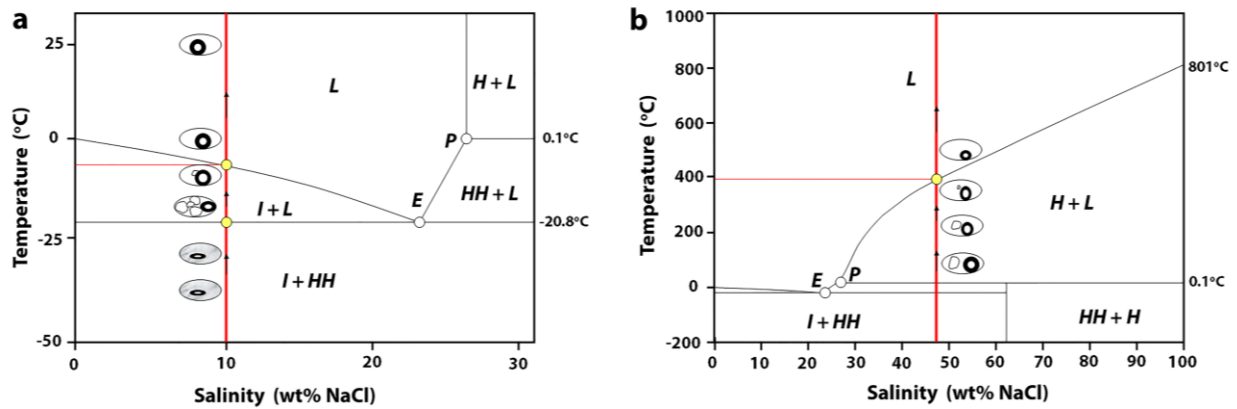 a
25
0
-25
-50
Temperature (°C)
L
H + L
P
0.1°C
HH + L
E
I + L
-20.8°C
I + HH
0
10
20
30
Salinity (wt% NaCl)
b
1000
800
600
400
200
0
-200
Temperature (°C)
L
801°C
H + L
E
P
0.1°C
I + HH
HH + H
0
10
20
30
40
50
60
70
80
90
100
Salinity (wt% NaCl)